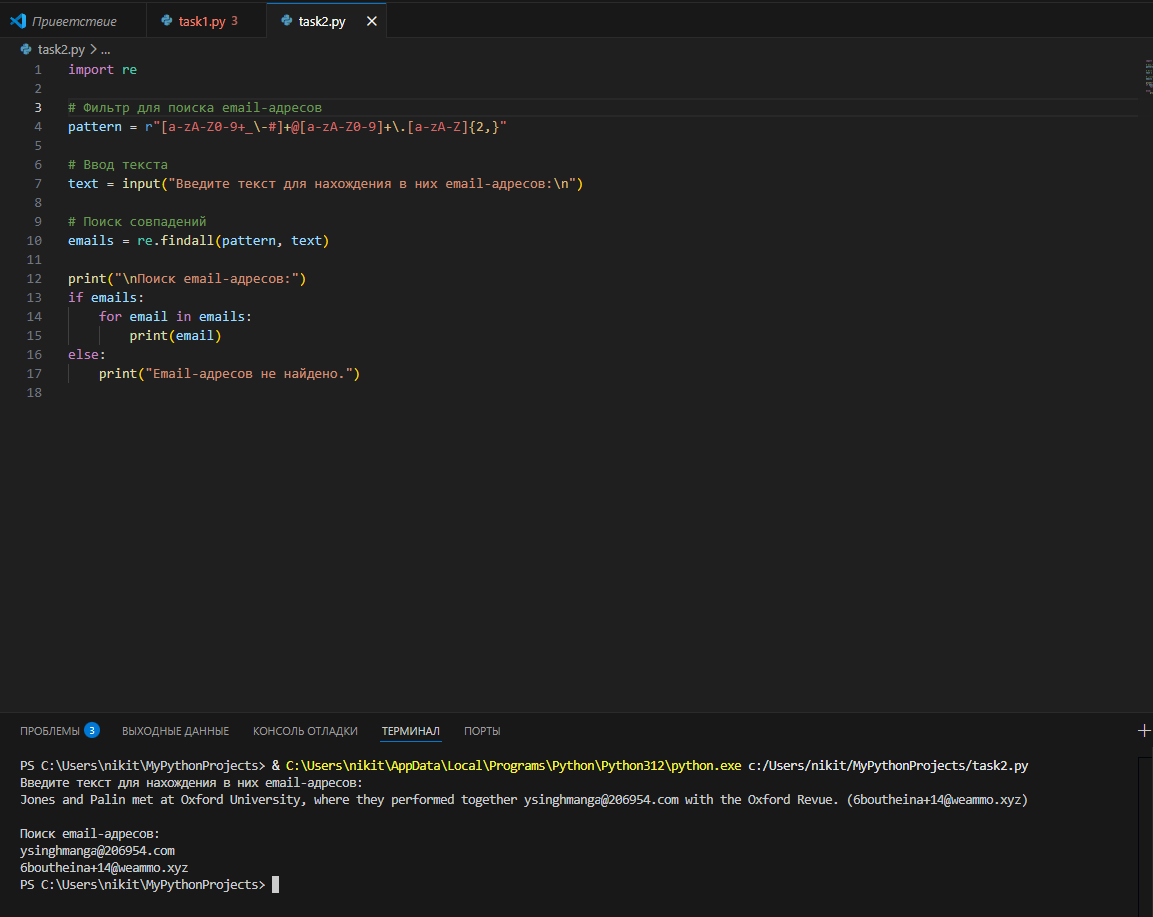 Приветствие task1.py 3 task2.py
task2.py > ...
1 import re
2
3 # Фильтр для поиска email-адресов
4 pattern = r"[a-zA-Z0-9+_\-#]+@[a-zA-Z0-9]+\.[a-zA-Z]{2,}"
5
6 # Ввод текста
7 text = input("Введите текст для нахождения в них email-адресов:\n")
8
9 # Поиск совпадений
10 emails = re.findall(pattern, text)
11
12 print("\nПоиск email-адресов:")
13 if emails:
14 for email in emails:
15 print(email)
16 else:
17 print("Email-адресов не найдено.")
18
ПРОБЛЕМЫ 3 ВЫХОДНЫЕ ДАННЫЕ КОНСОЛЬ ОТЛАДКИ ТЕРМИНАЛ ПОРТЫ
PS C:\Users\nikit\MyPythonProjects> & C:\Users\nikit\AppData\Local\Programs\Python\Python312\python.exe c:/Users/nikit/MyPythonProjects/task2.py
Введите текст для нахождения в них email-адресов:
Jones and Palin met at Oxford University, where they performed together ysinghmanga@206954.com with the Oxford Revue. (6boutheina+14@weammo.xyz)
Поиск email-адресов:
ysinghmanga@206954.com
6boutheina+14@weammo.xyz
PS C:\Users\nikit\MyPythonProjects>